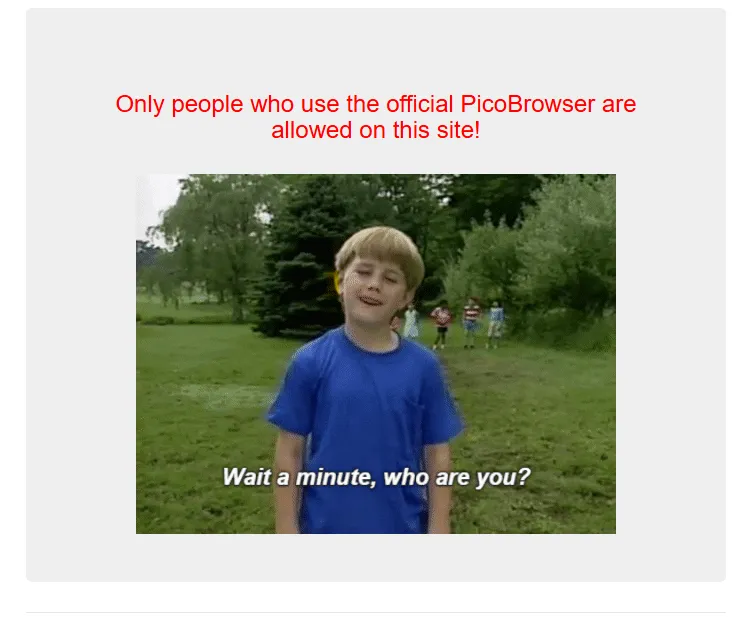 Only people who use the official PicoBrowser are
allowed on this site!
Wait a minute, who are you?